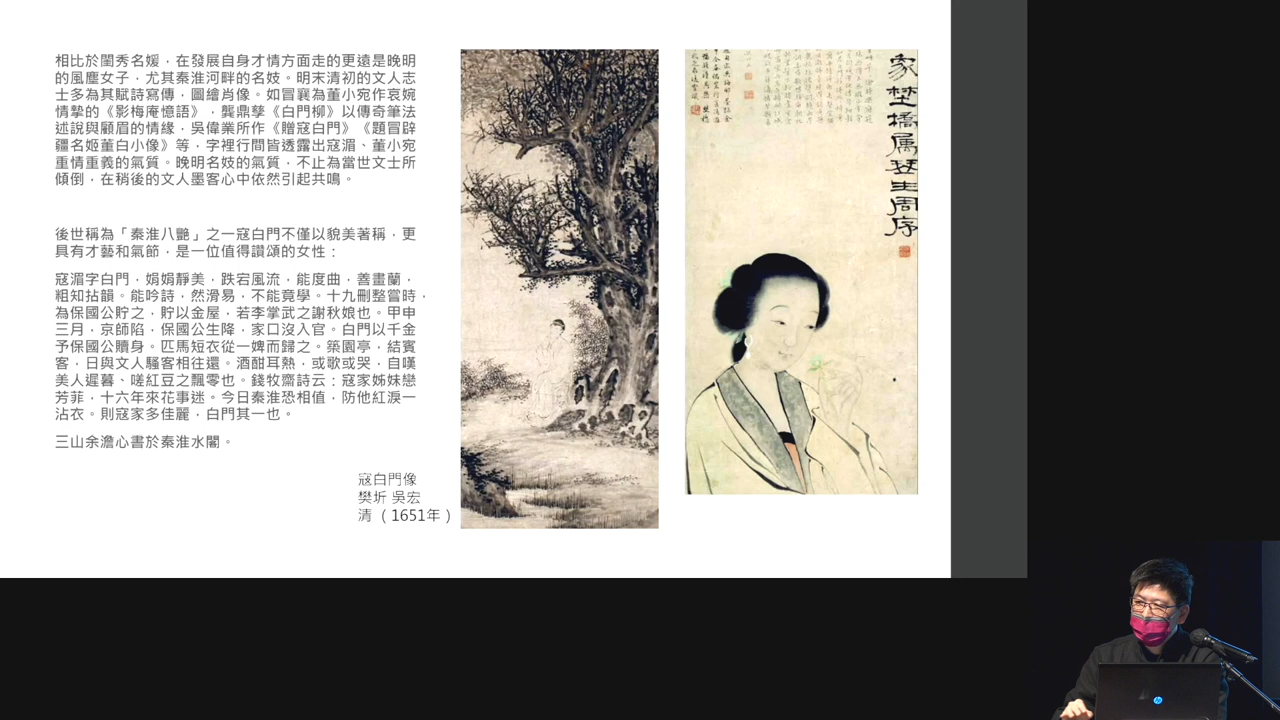 相比於閨秀名媛，在發展自身才情方面走的更遠是晚明
的風塵女子，尤其秦淮河畔的名妓。明末清初的文人志
士多為其賦詩寫傳，圖繪肖像。如冒襄為董小宛作哀婉
情摯的《影梅庵憶語》，龔鼎孳《白門柳》以傳奇筆法
述說與顧眉的情緣，吳偉業所作《贈寇白門》《題冒辟
疆名姬董白小像》等，字裡行間皆透露出寇湄、董小宛
重情重義的氣質。晚明名妓的氣質，不止為當世文士所
傾倒，在稍後的文人墨客心中依然引起共鳴。
後世稱為「秦淮八艷」之一寇白門不僅以貌美著稱，更
具有才藝和氣節，是一位值得讚頌的女性：
寇湄字白門，娟娟靜美，跌宕風流，能度曲，善畫蘭，
粗知拈韻。能吟詩，然滑易，不能竟學。十九刪整嘗時，
為保國公貯之，貯以金屋，若李掌武之謝秋娘也。甲申
三月，京師陷，保國公生降，家口沒入官。白門以千金
予保國公贖身。匹馬短衣從一婢而歸之。築園亭，結賓
客，日與文人騷客相往還。酒酣耳熱，或歌或哭，自嘆
美人遲暮、嗟紅豆之飄零也。錢牧齋詩云：寇家姊妹戀
芳菲，十六年來花事迷。今日秦淮恐相值，防他紅淚一
沾衣。則寇家多佳麗，白門其一也。
三山余澹心書於秦淮水閣。
寇白門像
樊圻 吳宏
清（1651年）
hp